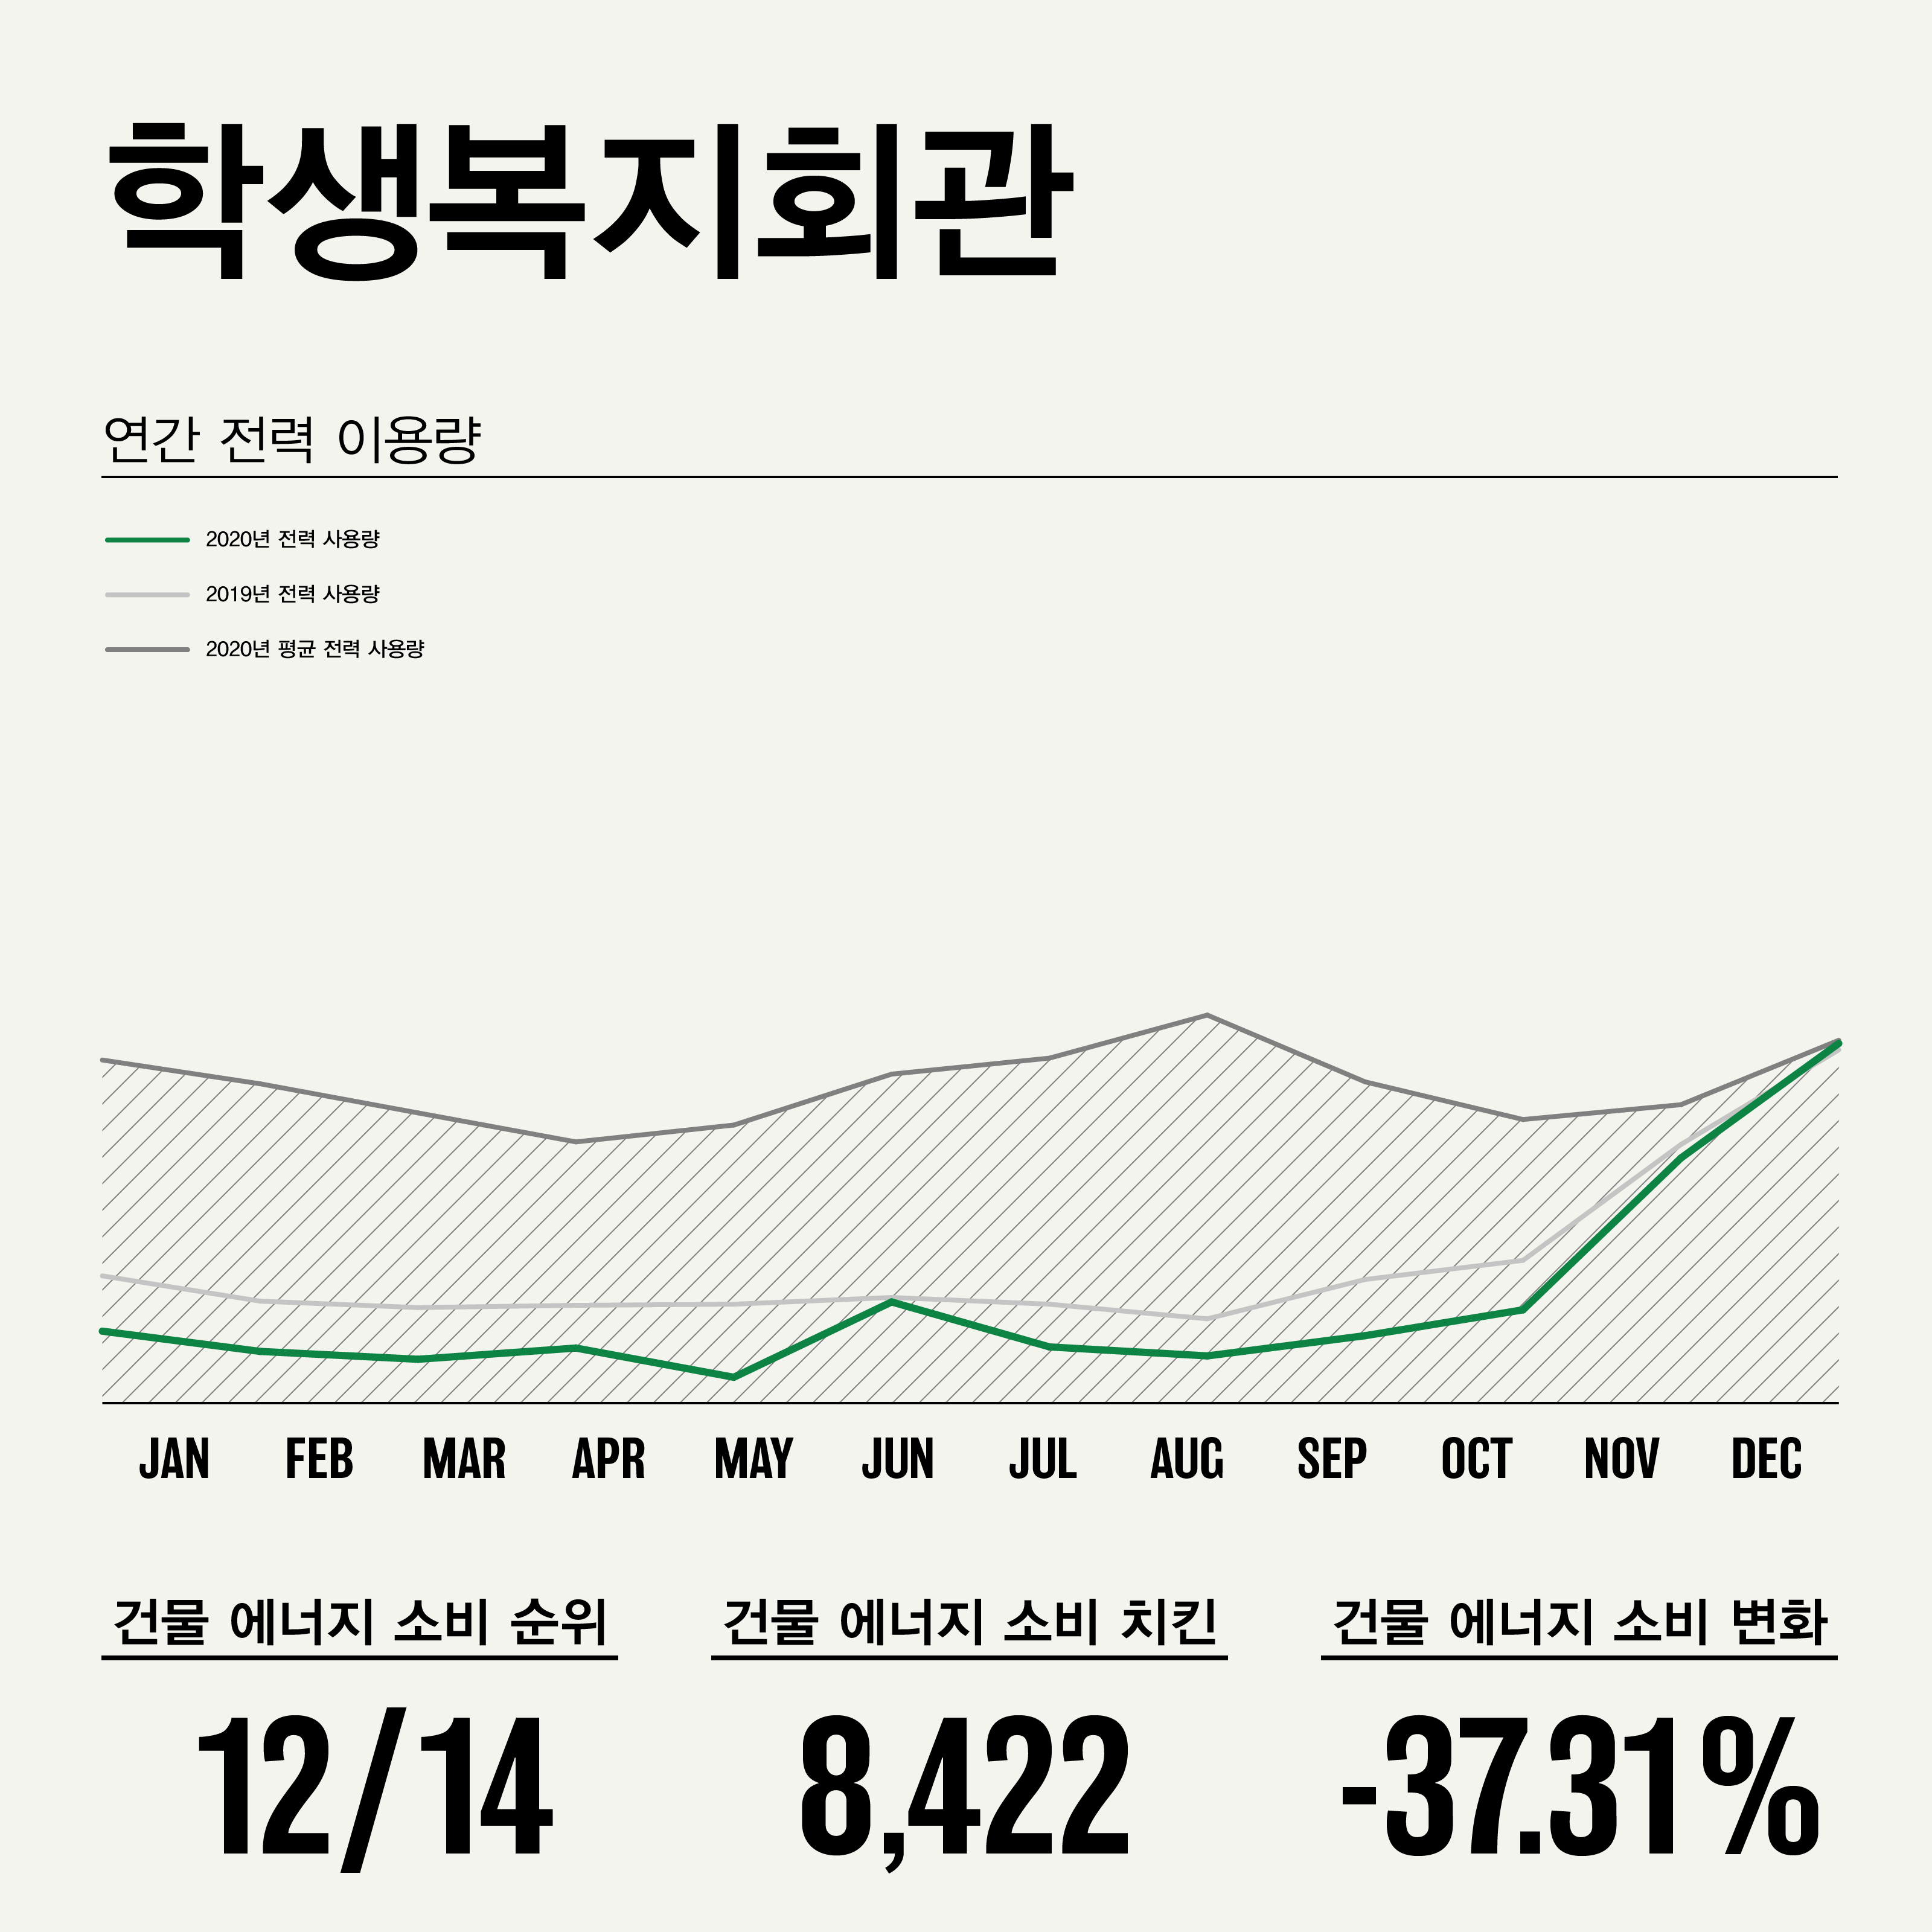 학생복지회관
연간 전력 이용량
2020년 전력 사용량
2019년 전력 사용량
2020년 평균 전력 사용량
JAN FEB MAR APR MAY JUN JUL AUG SEP OCT NOV DEC
건물 에너지 소비 순위 건물 에너지 소비 치킨 건물 에너지 소비 변화
12/14 8,422 -37.31%